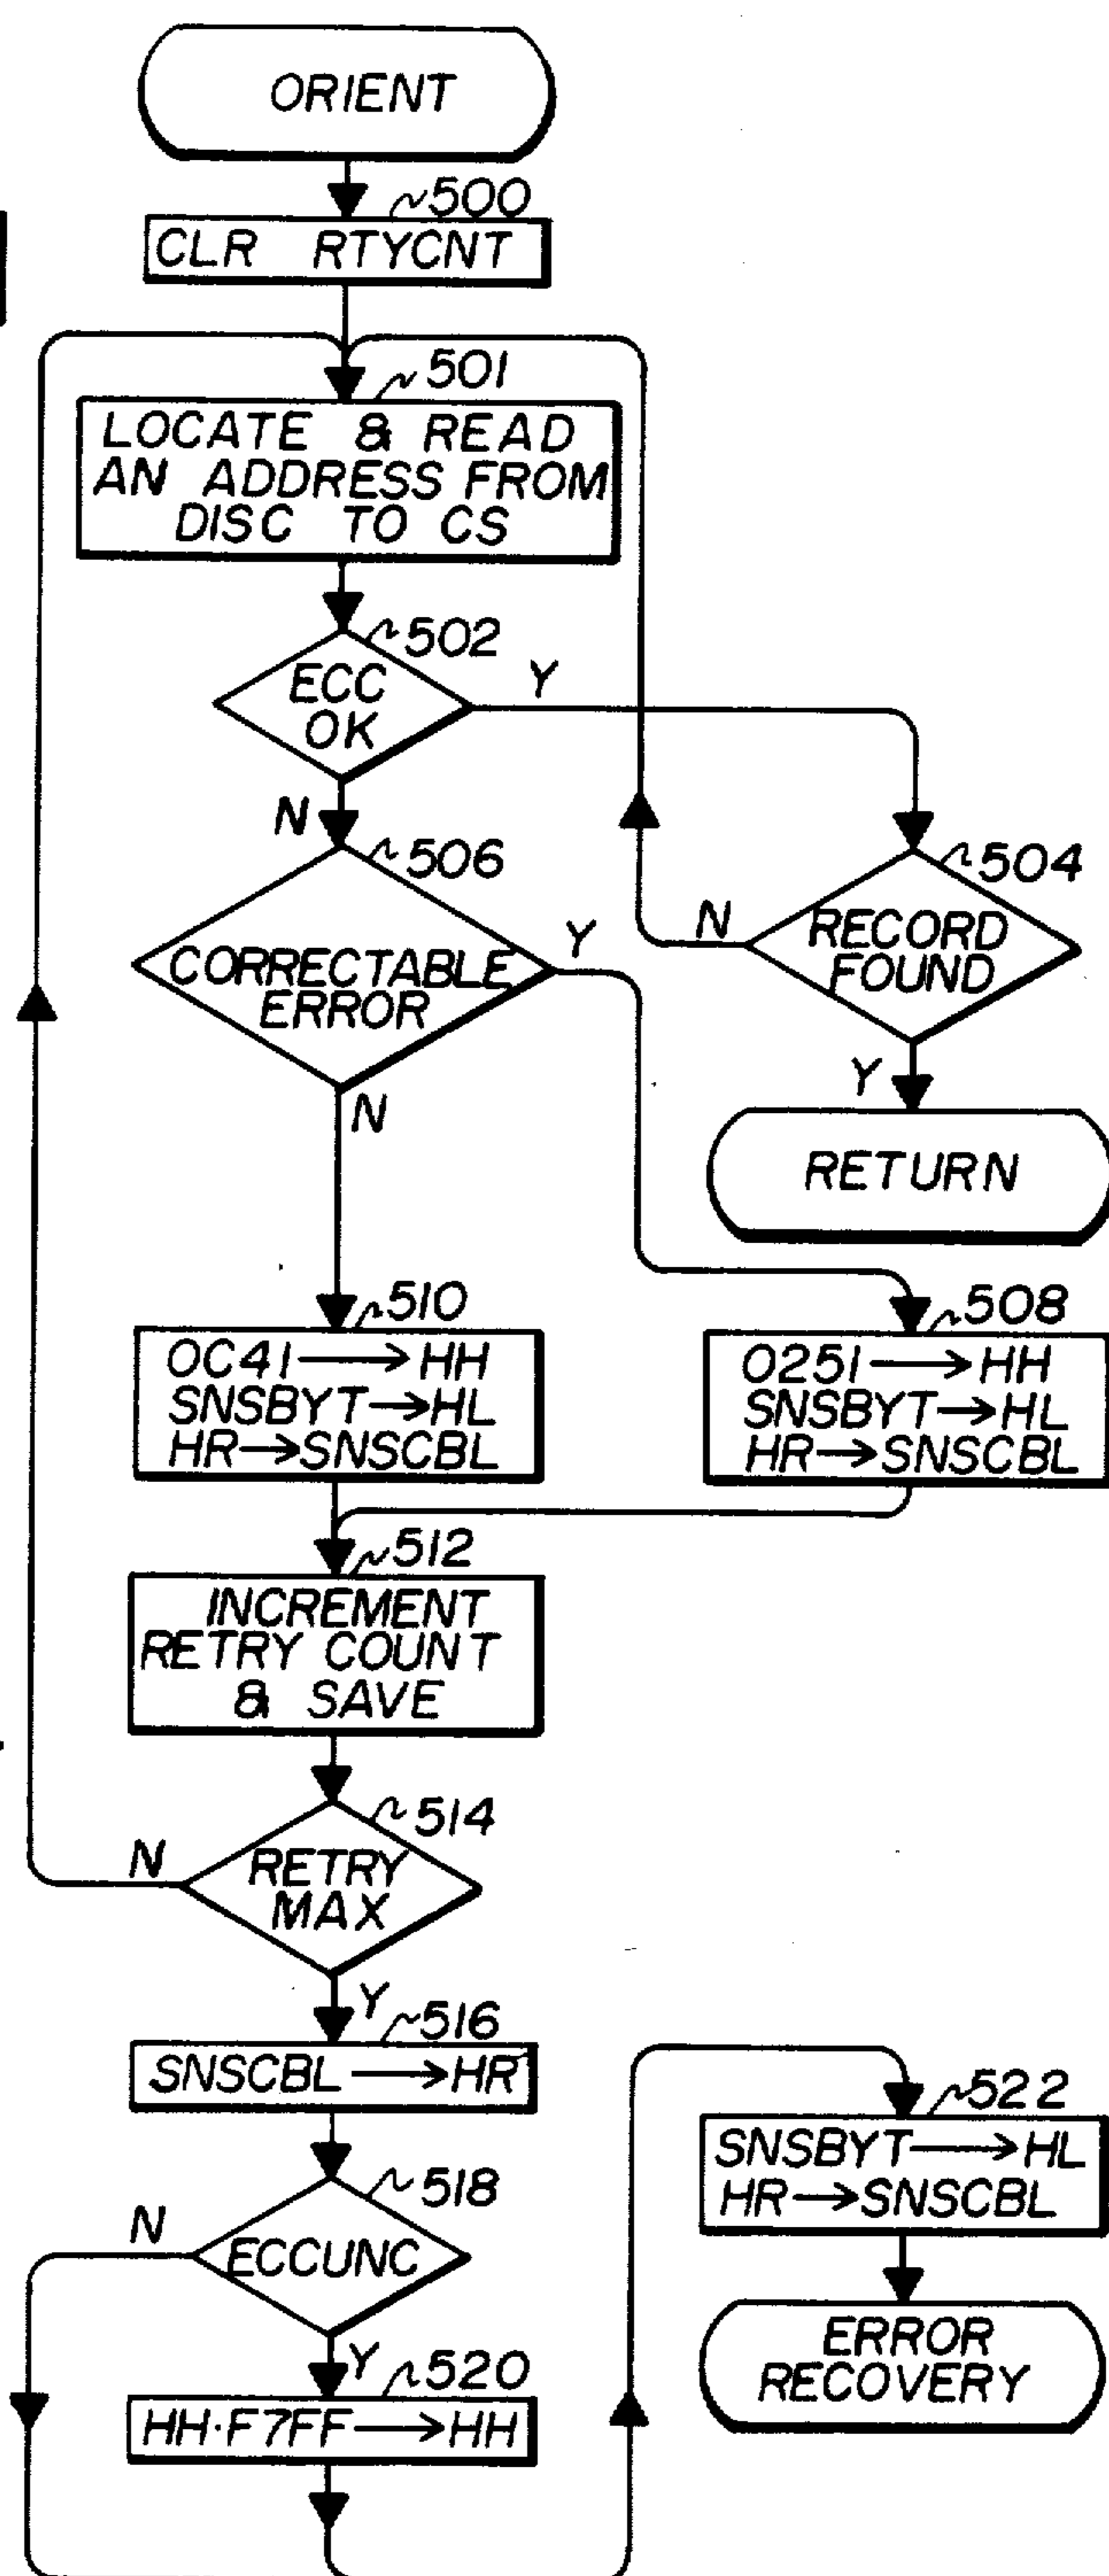 ORIENT
500
CLR RTYCNT
501
LOCATE & READ
AN ADDRESS FROM
DISC TO CS
502
ECC
OK
Y
N
506
CORRECTABLE
ERROR
Y
N
504
RECORD
FOUND
N
Y
RETURN
510
0C41→HH
SNSBYT→HL
HR→SNSCBL
508
0251→HH
SNSBYT→HL
HR→SNSCBL
512
INCREMENT
RETRY COUNT
& SAVE
514
RETRY
MAX
N
Y
516
SNSCBL→HR
518
ECCUNC
N
Y
520
HH·F7FF→HH
522
SNSBYT→HL
HR→SNSCBL
ERROR
RECOVERY